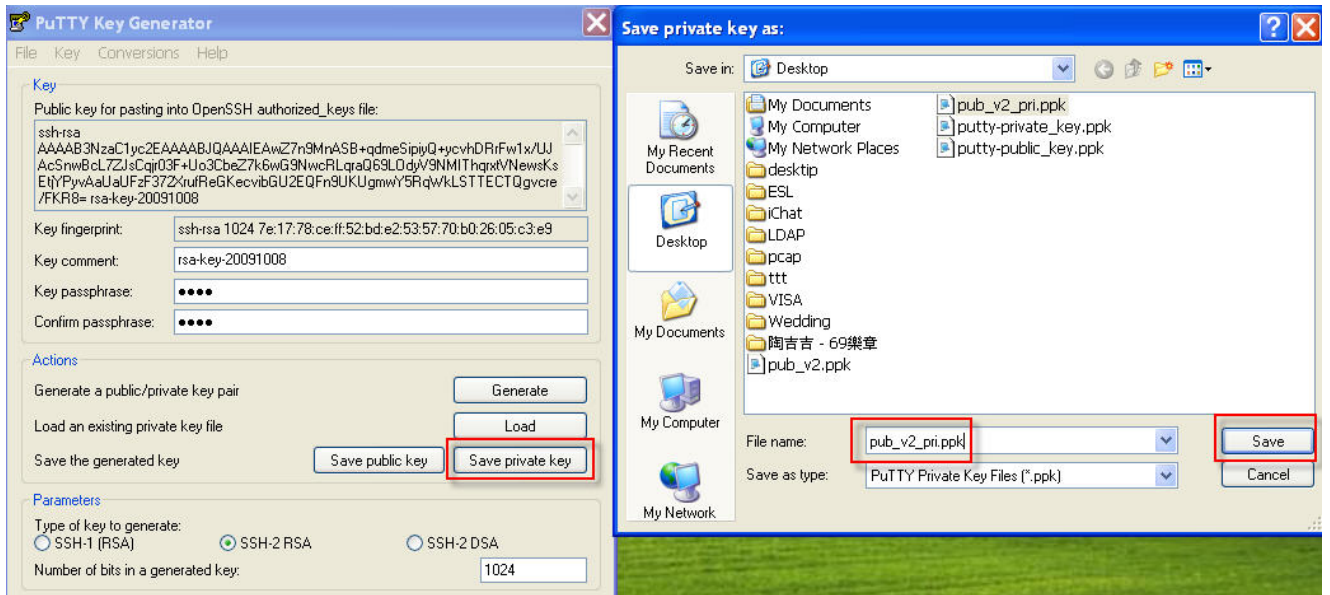 PuTTY Key Generator
File Key Conversions Help
Key
Public key for pasting into OpenSSH authorized_keys file:
ssh-rsa
AAAAB3NzaC1yc2EAAAABJQAAAIEAwZ7n9MnASB+qdmeSipiyQ+ycvhDRrFw1x/UJ
AcSnwBcL7ZJsCqjr03F+Uo3CbeZ7k6wG9NwcRLqraQ69LOdyV9NMIThqrxtVNewsKs
EtjYPyvAaUaUFzF37ZXrufReGKecvibGU2EQFn9UKUgmwY5RqWkLSTTECTQgvcre
/FKR8= rsa-key-20091008
Key fingerprint: ssh-rsa 1024 7e:17:78:ce:ff:52:bd:e2:53:57:70:b0:26:05:c3:e9
Key comment: rsa-key-20091008
Key passphrase: ●●●●
Confirm passphrase: ●●●●
Actions
Generate a public/private key pair Generate
Load an existing private key file Load
Save the generated key Save public key Save private key
Parameters
Type of key to generate:
SSH-1 (RSA) SSH-2 RSA SSH-2 DSA
Number of bits in a generated key: 1024
Save private key as:
Save in: Desktop
My Recent
Documents
Desktop
My Documents
My Computer
My Network
My Documents
My Computer
My Network Places
desktip
ESL
iChat
LDAP
pcap
ttt
VISA
Wedding
陶吉吉 - 69樂章
pub_v2.ppk
pub_v2_pri.ppk
putty-private_key.ppk
putty-public_key.ppk
File name: pub_v2_pri.ppk Save
Save as type: PuTTY Private Key Files (*.ppk) Cancel